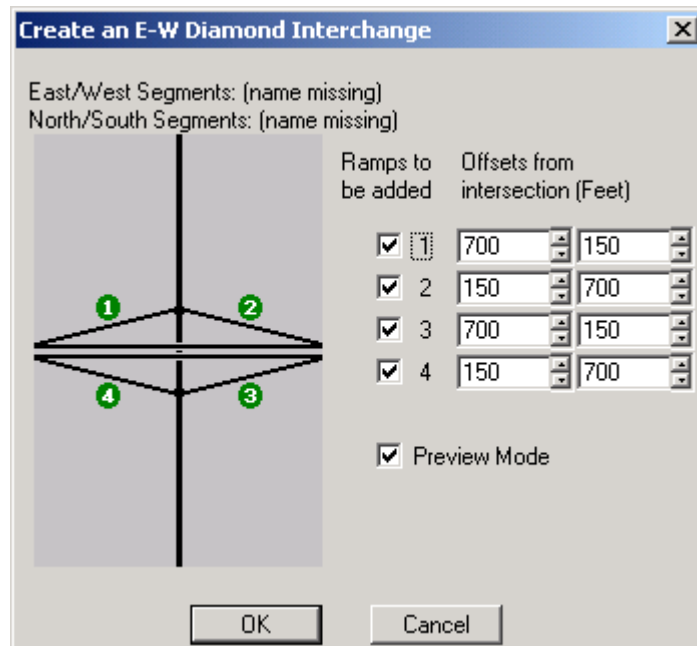 Create an E-W Diamond Interchange
East/West Segments: (name missing)
North/South Segments: (name missing)
Ramps to be added
Offsets from intersection (Feet)
1 700 150
2 150 700
3 700 150
4 150 700
1 2
4 3
Preview Mode
OK Cancel